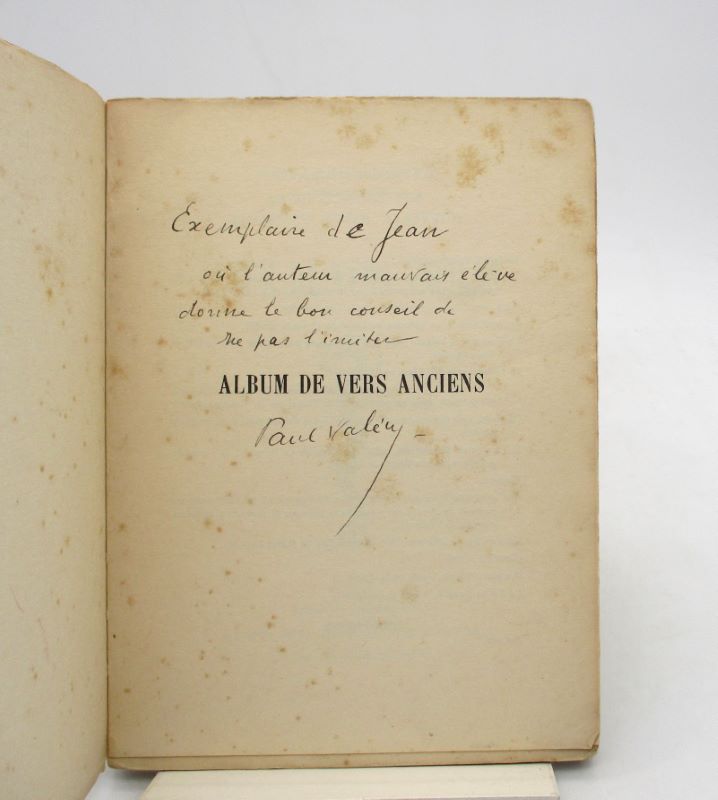 Exemplaire de Jean
où l'auteur mauvais élève
donne le bon conseil de
ne pas l'imiter
ALBUM DE VERS ANCIENS
Paul Valéry